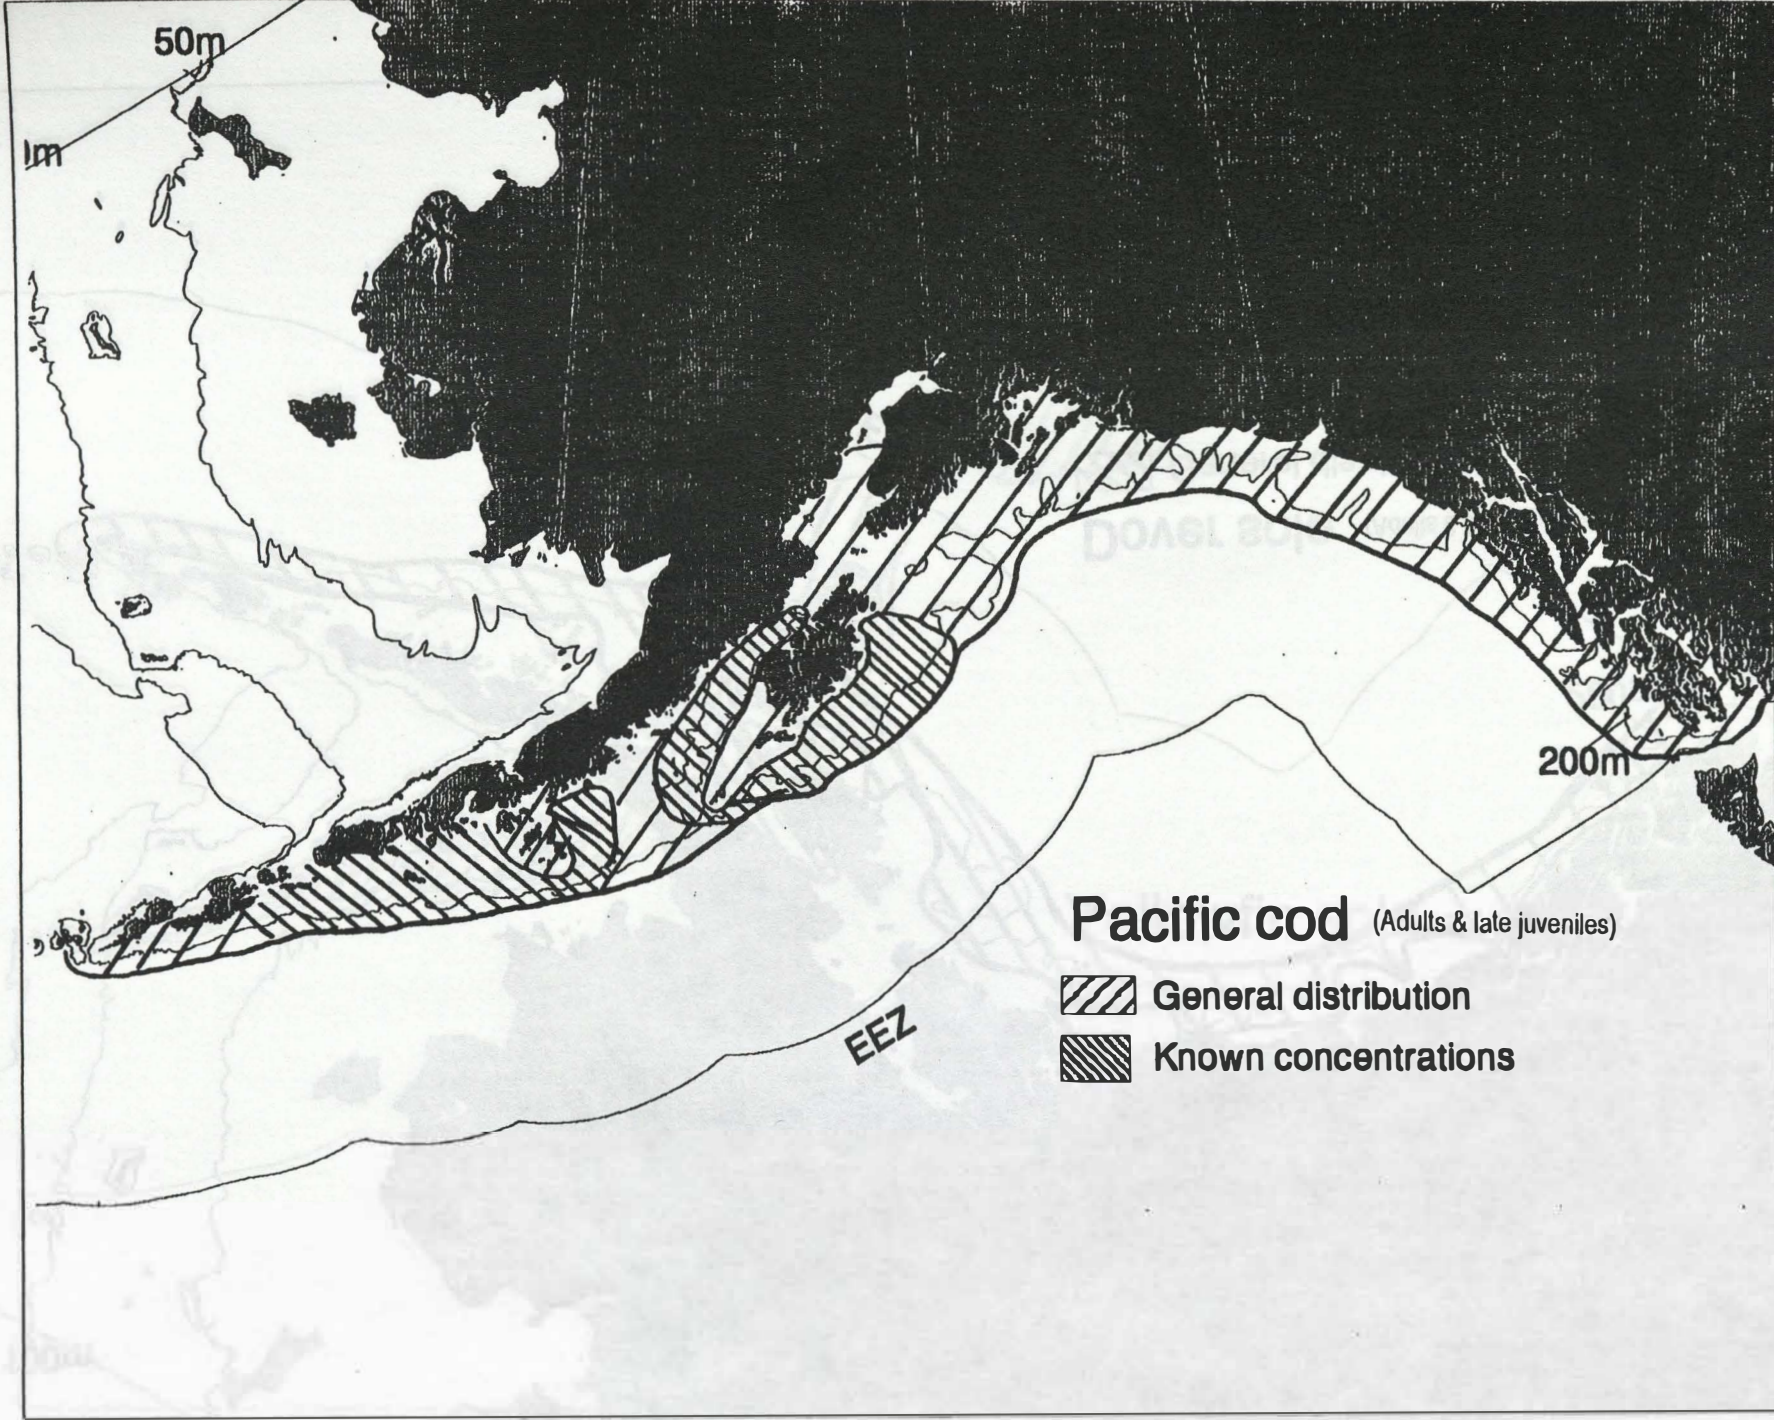 50m
200m
Pacific cod (Adults & late juveniles)
EEZ
General distribution
Known concentrations